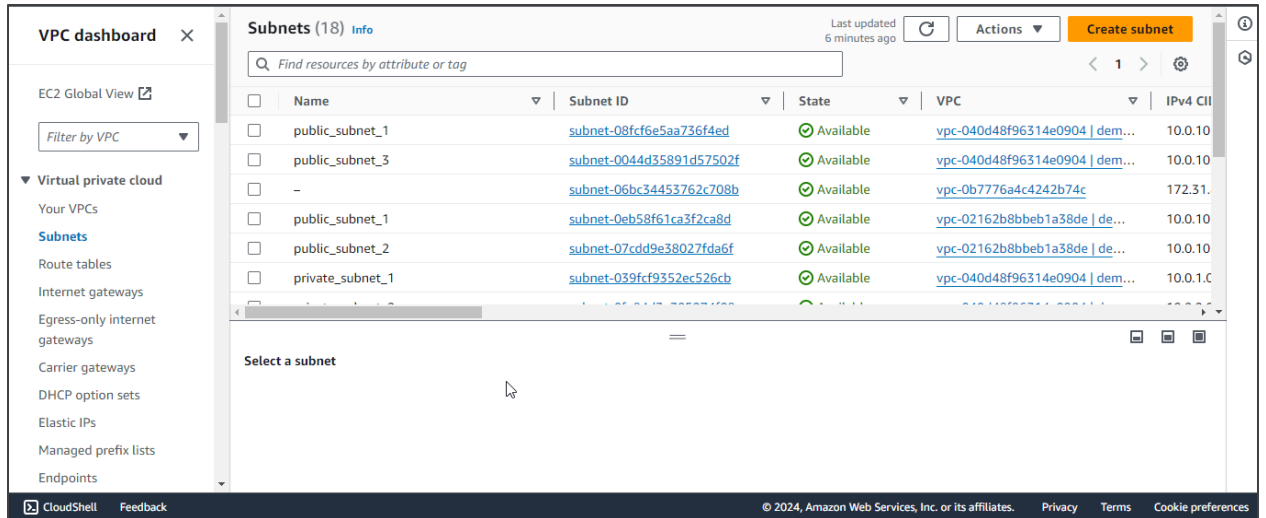 VPC dashboard
EC2 Global View
Filter by VPC
Virtual private cloud
Your VPCs
Subnets
Route tables
Internet gateways
Egress-only internet
gateways
Carrier gateways
DHCP option sets
Elastic IPs
Managed prefix lists
Endpoints
Subnets (18) Info
Last updated
6 minutes ago
Actions
Create subnet
Find resources by attribute or tag
1
Name Subnet ID State VPC IPv4 CII
public_subnet_1 subnet-08fcf6e5aa736f4ed Available vpc-040d48f96314e0904 | dem... 10.0.10
public_subnet_3 subnet-0044d35891d57502f Available vpc-040d48f96314e0904 | dem... 10.0.10
– subnet-06bc34453762c708b Available vpc-0b7776a4c4242b74c 172.31.
public_subnet_1 subnet-0eb58f61ca3f2ca8d Available vpc-02162b8bbeb1a38de | de... 10.0.10
public_subnet_2 subnet-07cdd9e38027fda6f Available vpc-02162b8bbeb1a38de | de... 10.0.10
private_subnet_1 subnet-039fcf9352ec526cb Available vpc-040d48f96314e0904 | dem... 10.0.1.0
Select a subnet
CloudShell Feedback © 2024, Amazon Web Services, Inc. or its affiliates. Privacy Terms Cookie preferences